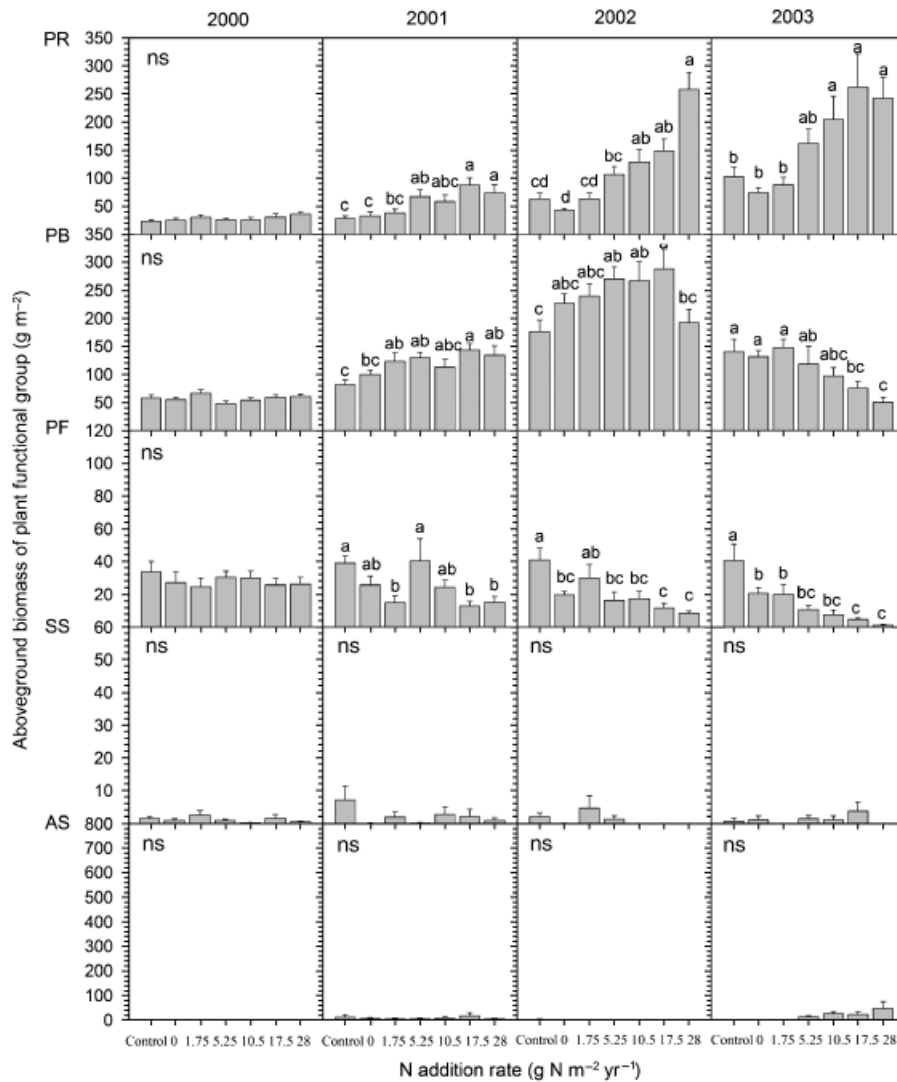 2000 2001 2002 2003
PR 350 ns
300 a a
250 a a
200 ab a
150 ab ab
100 a a bc b b b
50 c c bc ab abc cd d cd
PB 350 ns
300 ab ab a
250 abc abc
200 c bc
150 ab ab abc a ab a a a ab
100 c bc abc bc
50 c
PF 120 ns
100
80
60 a
40 a ab ab a ab a
20 b b b bc bc bc c c b b bc bc c c
SS 60 ns ns ns ns
50
40
30
20
10
AS 800 ns ns ns ns
700
600
500
400
300
200
100
0
Control 0 1.75 5.25 10.5 17.5 28 Control 0 1.75 5.25 10.5 17.5 28 Control 0 1.75 5.25 10.5 17.5 28 Control 0 1.75 5.25 10.5 17.5 28
N addition rate (g N m⁻² yr⁻¹)
Aboveground biomass of plant functional group (g m⁻²)